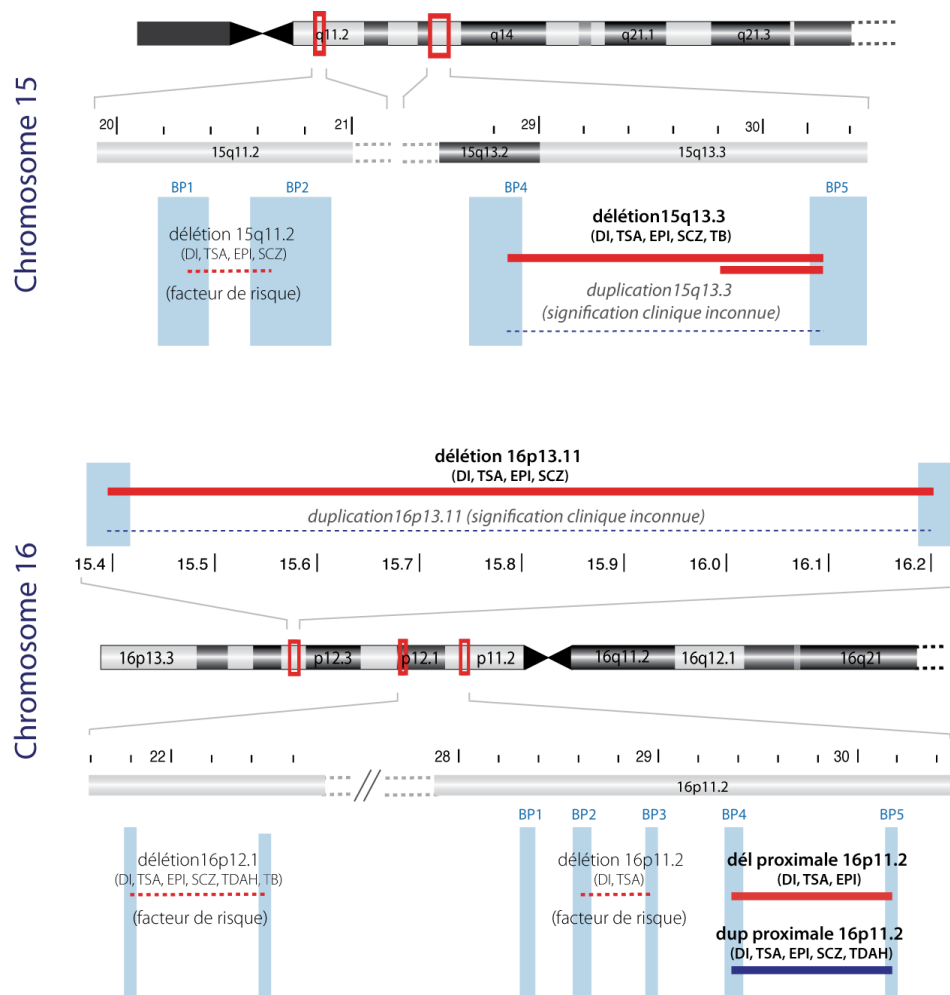 Chromosome 15
q11.2 q14 q21.1 q21.3
20 21 29 30
15q11.2 15q13.2 15q13.3
BP1 BP2 BP4 BP5
délétion 15q11.2
(DI, TSA, EPI, SCZ)
(facteur de risque)
délétion15q13.3
(DI, TSA, EPI, SCZ, TB)
duplication15q13.3
(signification clinique inconnue)
Chromosome 16
délétion 16p13.11
(DI, TSA, EPI, SCZ)
duplication16p13.11 (signification clinique inconnue)
15.4 15.5 15.6 15.7 15.8 15.9 16.0 16.1 16.2
16p13.3 p12.3 p12.1 p11.2 16q11.2 16q12.1 16q21
22 28 29 30
16p11.2
BP1 BP2 BP3 BP4 BP5
délétion16p12.1
(DI, TSA, EPI, SCZ, TDAH, TB)
(facteur de risque)
délétion 16p11.2
(DI, TSA)
(facteur de risque)
dél proximale 16p11.2
(DI, TSA, EPI)
dup proximale 16p11.2
(DI, TSA, EPI, SCZ, TDAH)